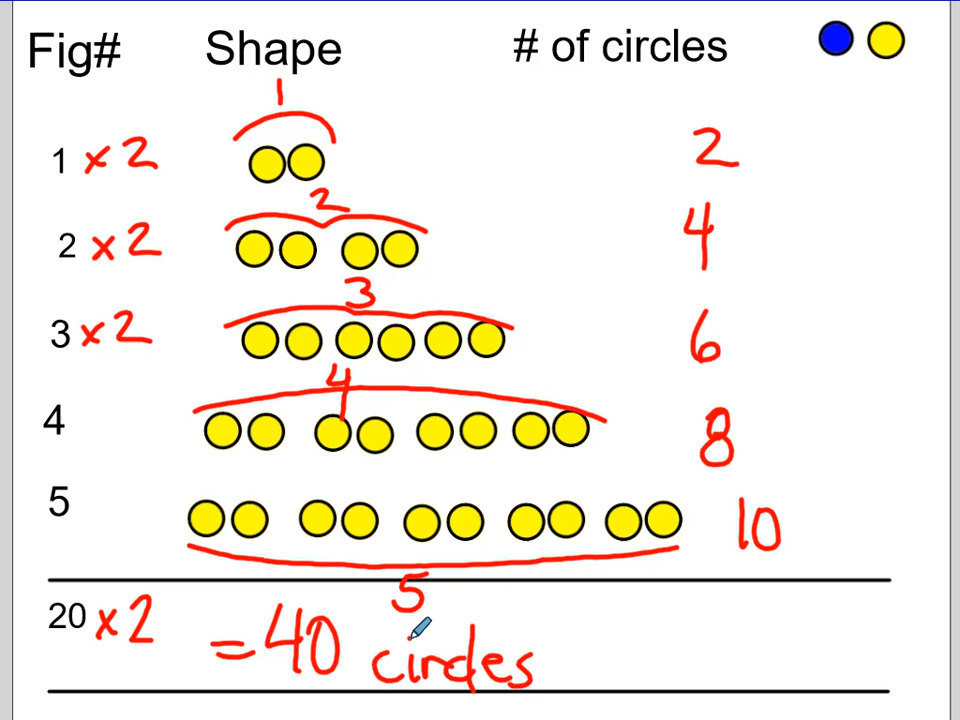 Fig# Shape # of circles
1
1 x 2 2
2
2 x 2 4
3
3 x 2 6
4
4 8
5 10
5
20 x 2 = 40 circles